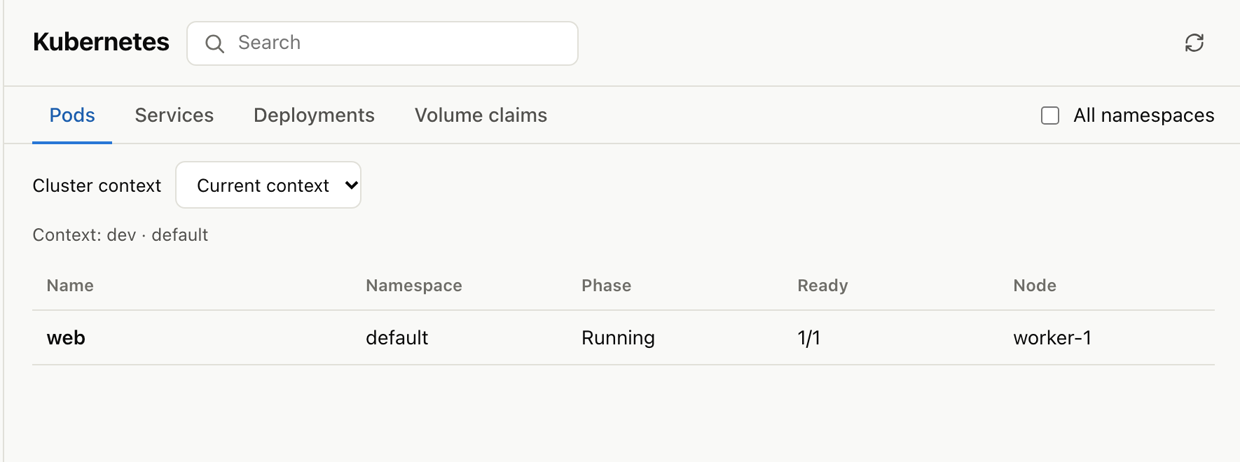 Kubernetes Search
Pods Services Deployments Volume claims All namespaces
Cluster context Current context
Context: dev · default
Name Namespace Phase Ready Node
web default Running 1/1 worker-1